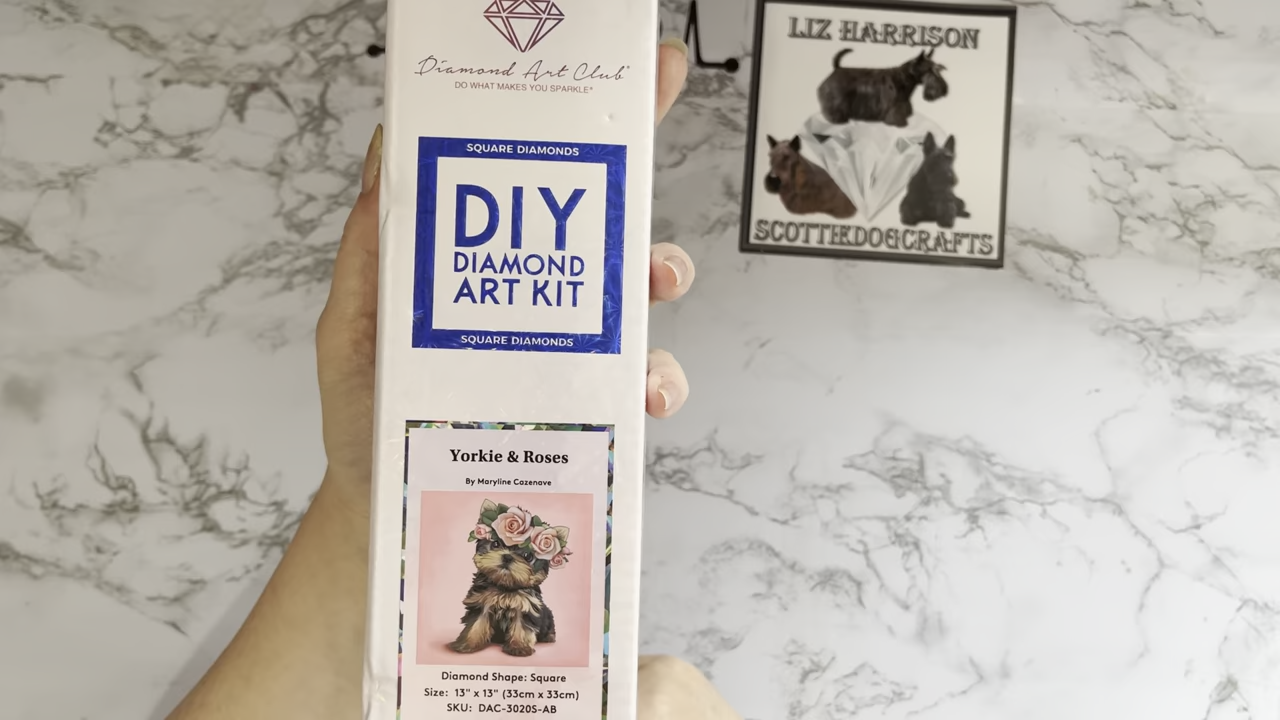 Diamond Art Club®
DO WHAT MAKES YOU SPARKLE®
SQUARE DIAMONDS
DIY
DIAMOND
ART KIT
SQUARE DIAMONDS
Yorkie & Roses
By Maryline Cazenave
Diamond Shape: Square
Size: 13" x 13" (33cm x 33cm)
SKU: DAC-3020S-AB
LIZ HARRISON
SCOTTIEDOGCRAFTS